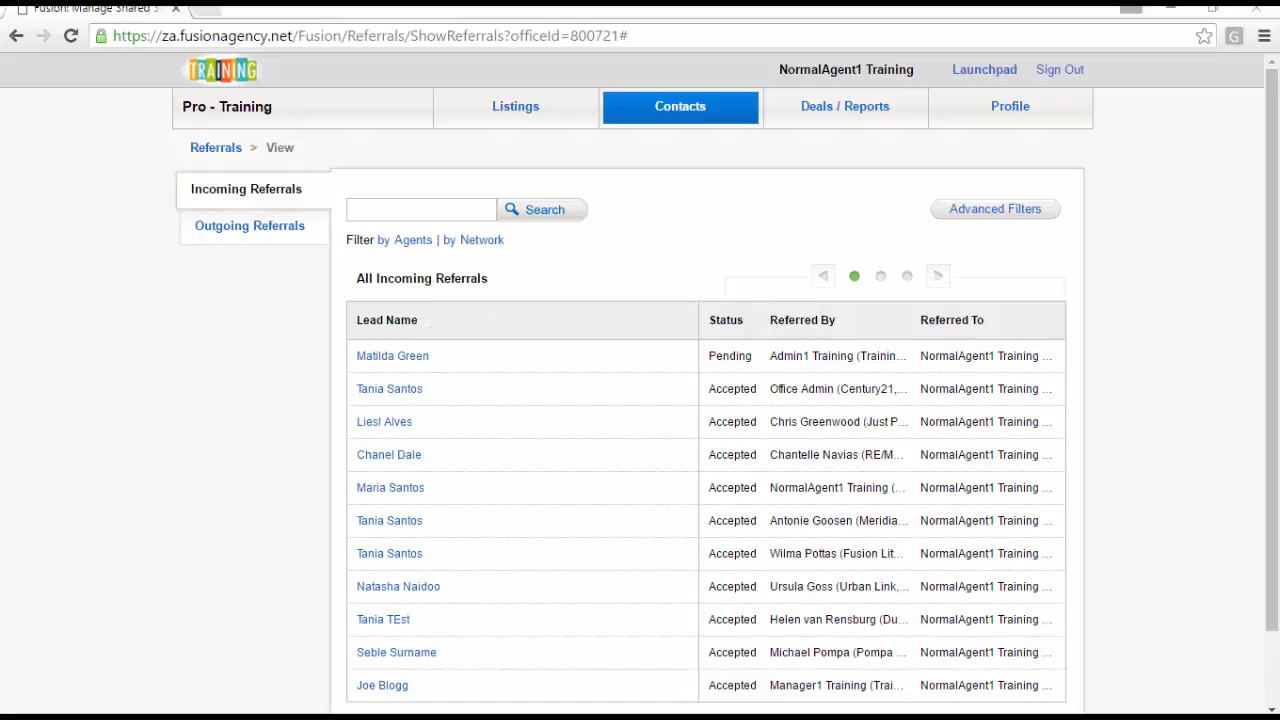 Fusion: Manage Shared
https://za.fusionagency.net/Fusion/Referrals/ShowReferrals?officeId=800721#
G
TRAINING
NormalAgent1 Training Launchpad Sign Out
Pro - Training Listings Contacts Deals / Reports Profile
Referrals > View
Incoming Referrals
Outgoing Referrals
Search Advanced Filters
Filter by Agents | by Network
All Incoming Referrals
Lead Name Status Referred By Referred To
Matilda Green Pending Admin1 Training (Trainin... NormalAgent1 Training ...
Tania Santos Accepted Office Admin (Century21,... NormalAgent1 Training ...
Liesl Alves Accepted Chris Greenwood (Just P... NormalAgent1 Training ...
Chanel Dale Accepted Chantelle Navias (RE/M... NormalAgent1 Training ...
Maria Santos Accepted NormalAgent1 Training (... NormalAgent1 Training ...
Tania Santos Accepted Antonie Goosen (Meridia... NormalAgent1 Training ...
Tania Santos Accepted Wilma Pottas (Fusion Lit... NormalAgent1 Training ...
Natasha Naidoo Accepted Ursula Goss (Urban Link,... NormalAgent1 Training ...
Tania TEst Accepted Helen van Rensburg (Du... NormalAgent1 Training ...
Seble Surname Accepted Michael Pompa (Pompa ... NormalAgent1 Training ...
Joe Blogg Accepted Manager1 Training (Trai... NormalAgent1 Training ...